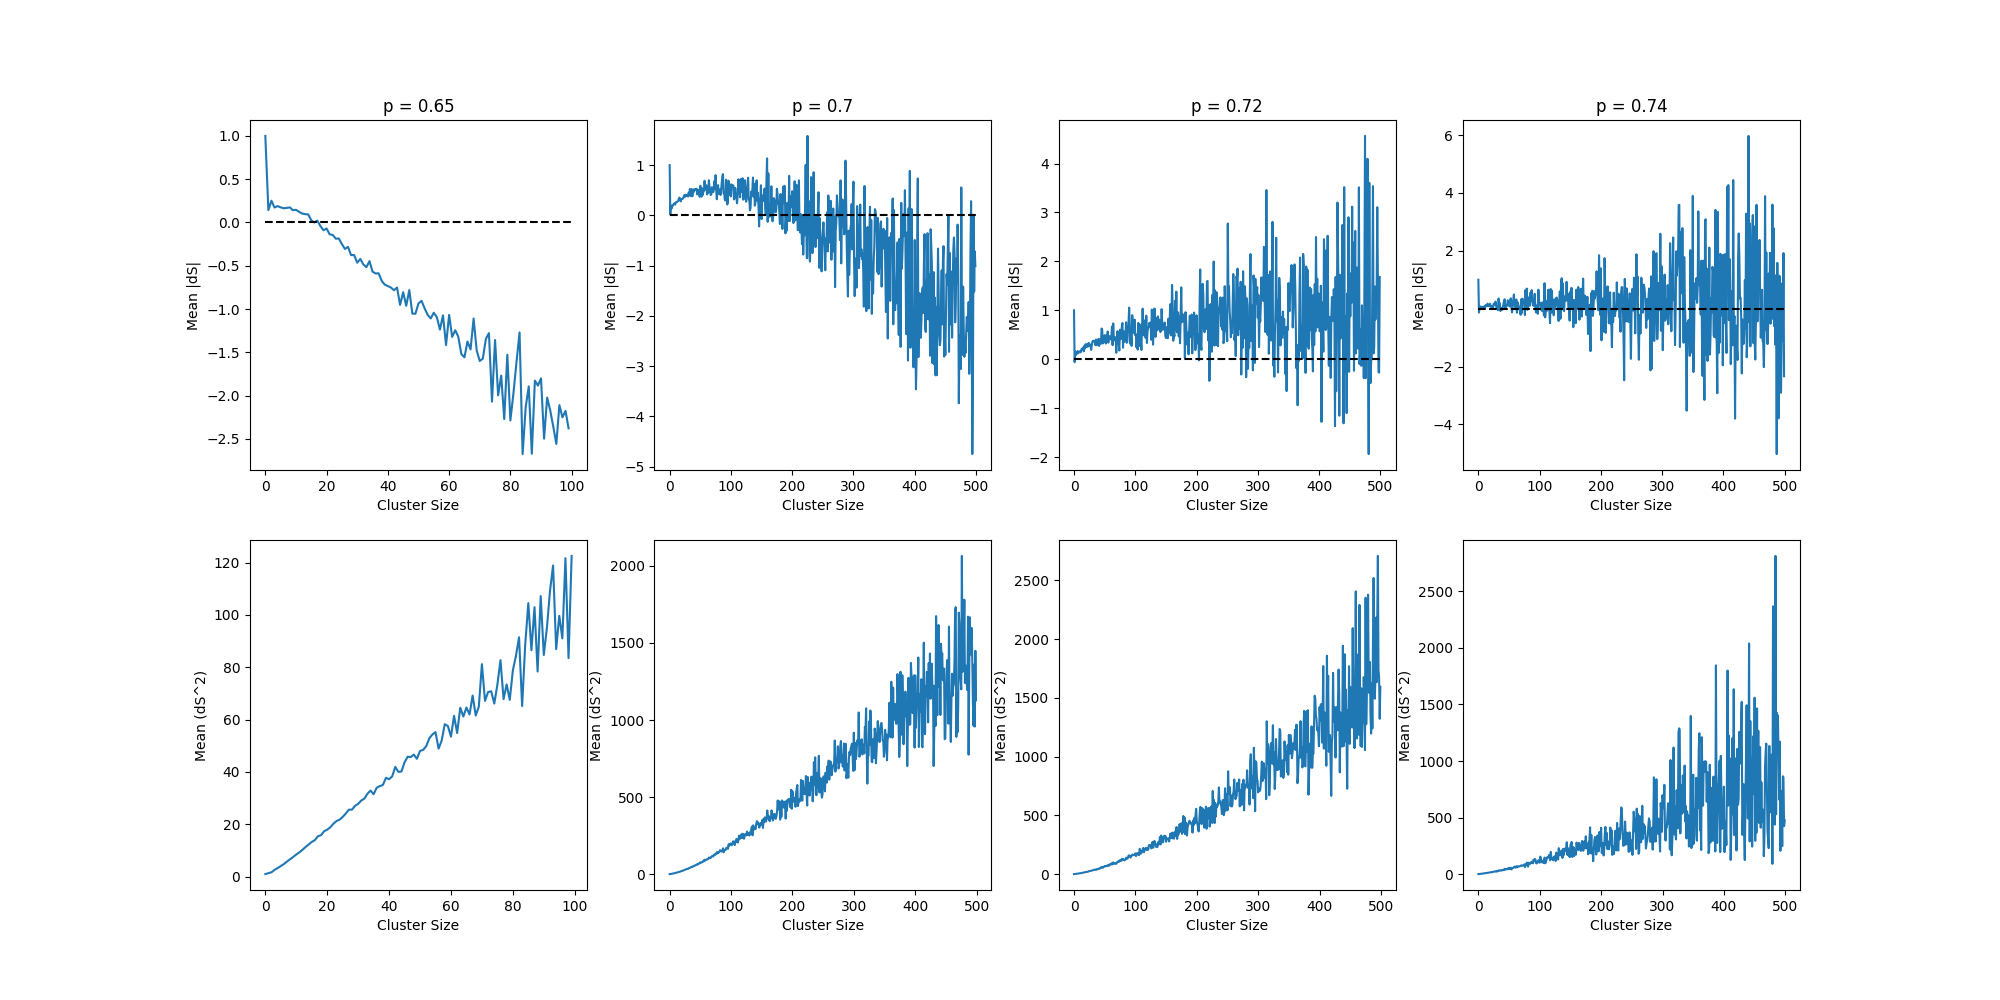 p = 0.65
1.0
0.5
0.0
−0.5
−1.0
−1.5
−2.0
−2.5
Mean |dS|
0 20 40 60 80 100
Cluster Size
p = 0.7
1
0
−1
−2
−3
−4
−5
Mean |dS|
0 100 200 300 400 500
Cluster Size
p = 0.72
4
3
2
1
0
−1
−2
Mean |dS|
0 100 200 300 400 500
Cluster Size
p = 0.74
6
4
2
0
−2
−4
Mean |dS|
0 100 200 300 400 500
Cluster Size
120
100
80
60
40
20
0
Mean (dS^2)
0 20 40 60 80 100
Cluster Size
2000
1500
1000
500
0
Mean (dS^2)
0 100 200 300 400 500
Cluster Size
2500
2000
1500
1000
500
0
Mean (dS^2)
0 100 200 300 400 500
Cluster Size
2500
2000
1500
1000
500
0
Mean (dS^2)
0 100 200 300 400 500
Cluster Size